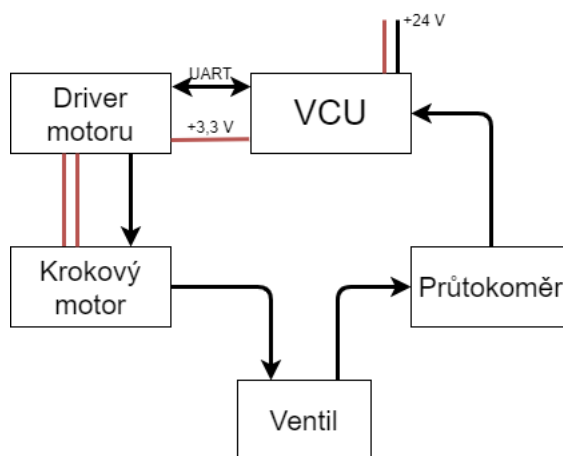 +24 V
UART
Driver
motoru
VCU
+3,3 V
Krokový
motor
Průtokoměr
Ventil